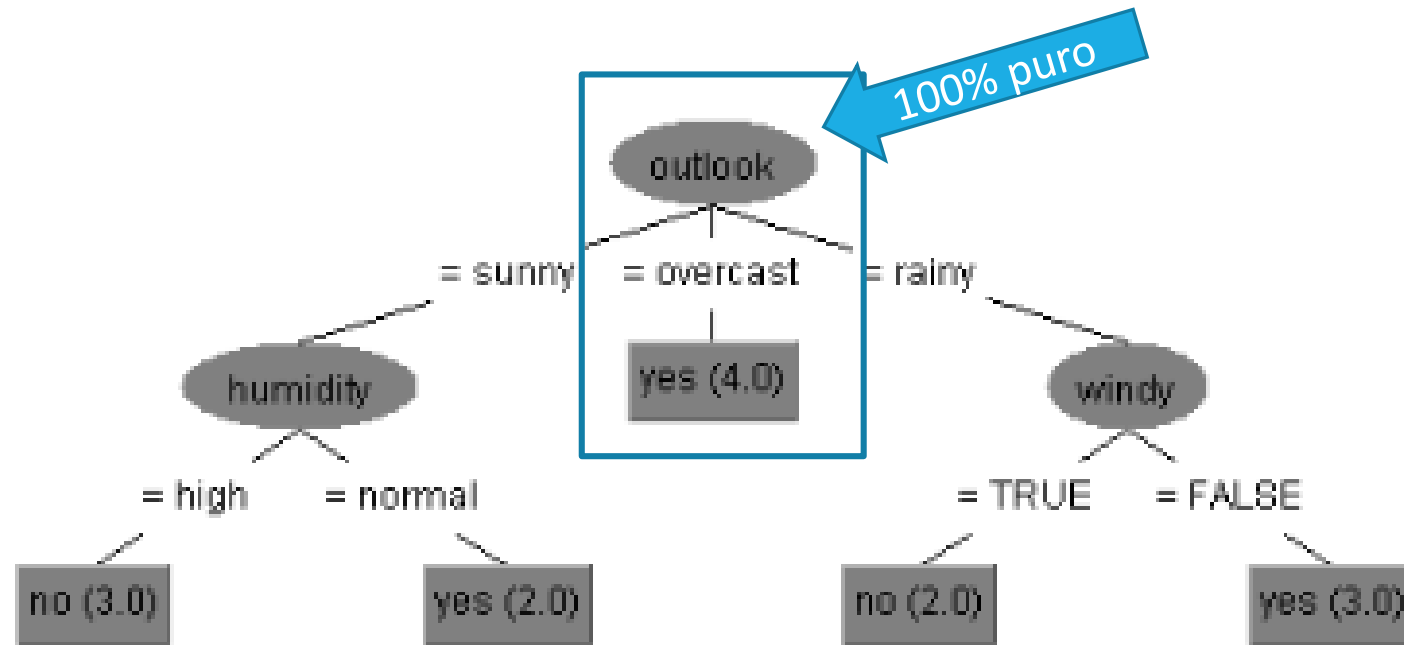 100% puro
outlook
= sunny = overcast = rainy
humidity yes (4.0) windy
= high = normal = TRUE = FALSE
no (3.0) yes (2.0) no (2.0) yes (3.0)